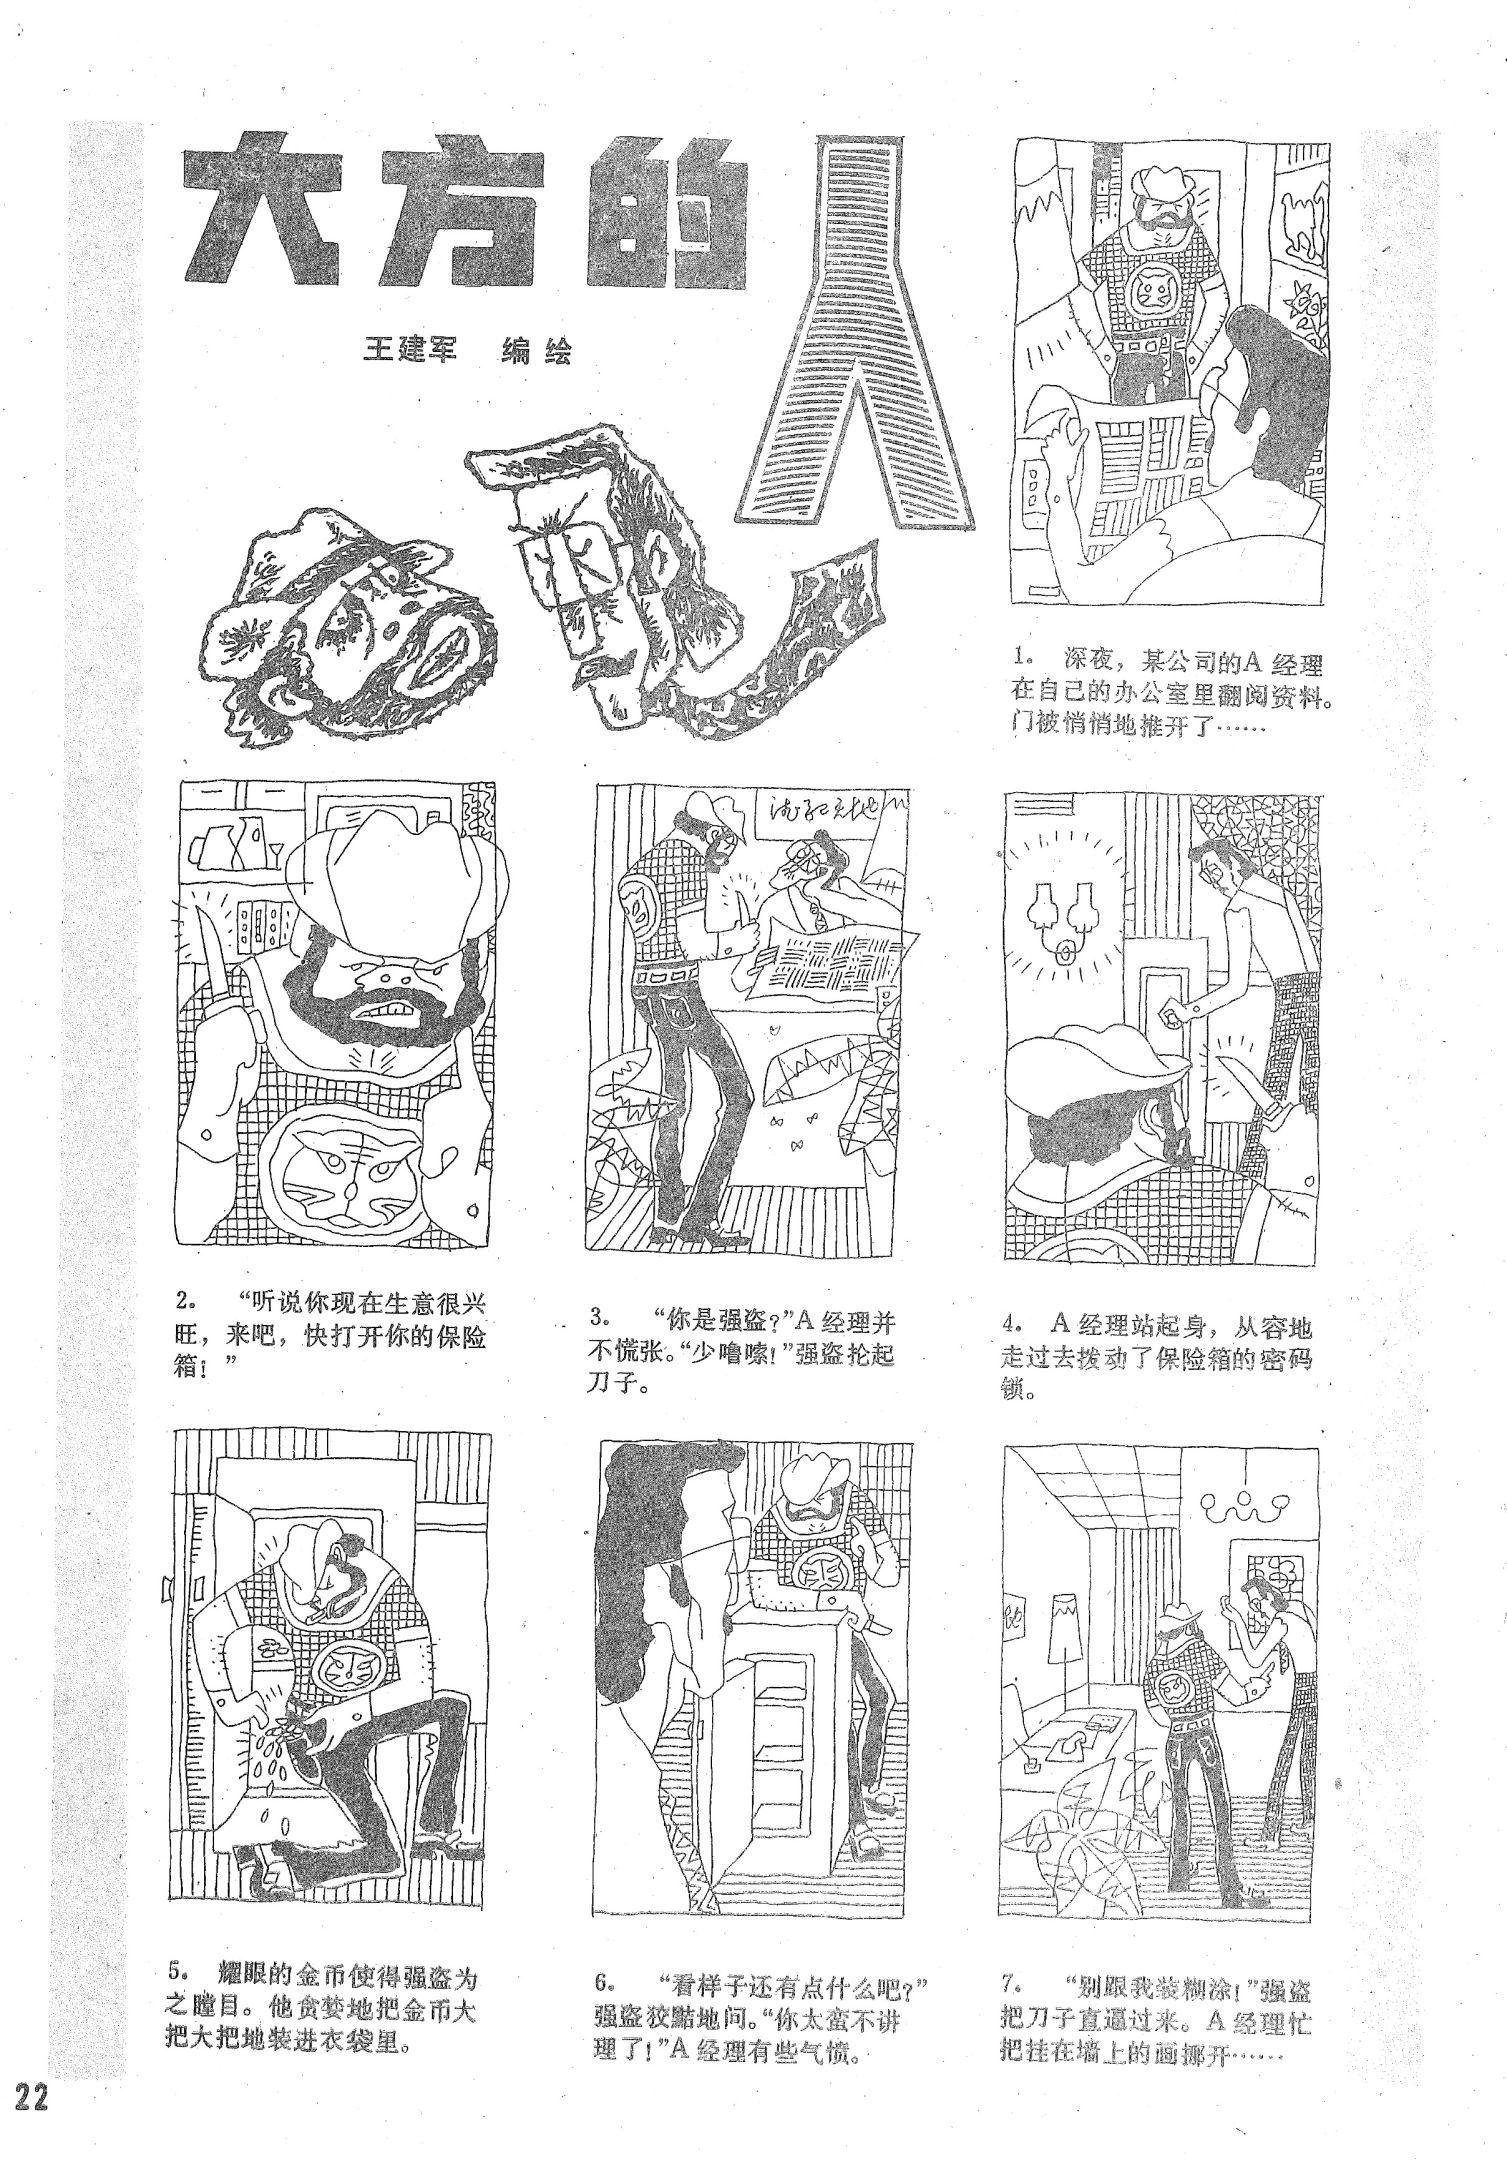 大方的人
王建军 编绘
1. 深夜，某公司的A 经理
在自己的办公室里翻阅资料。
门被悄悄地推开了……
2. “听说你现在生意很兴
旺，来吧，快打开你的保险
箱！”
3. “你是强盗？”A 经理并
不慌张。“少噜嗦！”强盗抡起
刀子。
4. A 经理站起身，从容地
走过去拨动了保险箱的密码
锁。
5. 耀眼的金币使得强盗为
之瞠目。他贪婪地把金币大
把大把地装进衣袋里。
6. “看样子还有点什么吧？”
强盗狡黠地问。“你太蛮不讲
理了！”A 经理有些气愤。
7. “别跟我装糊涂！”强盗
把刀子直逼过来。A 经理忙
把挂在墙上的画挪开……
22